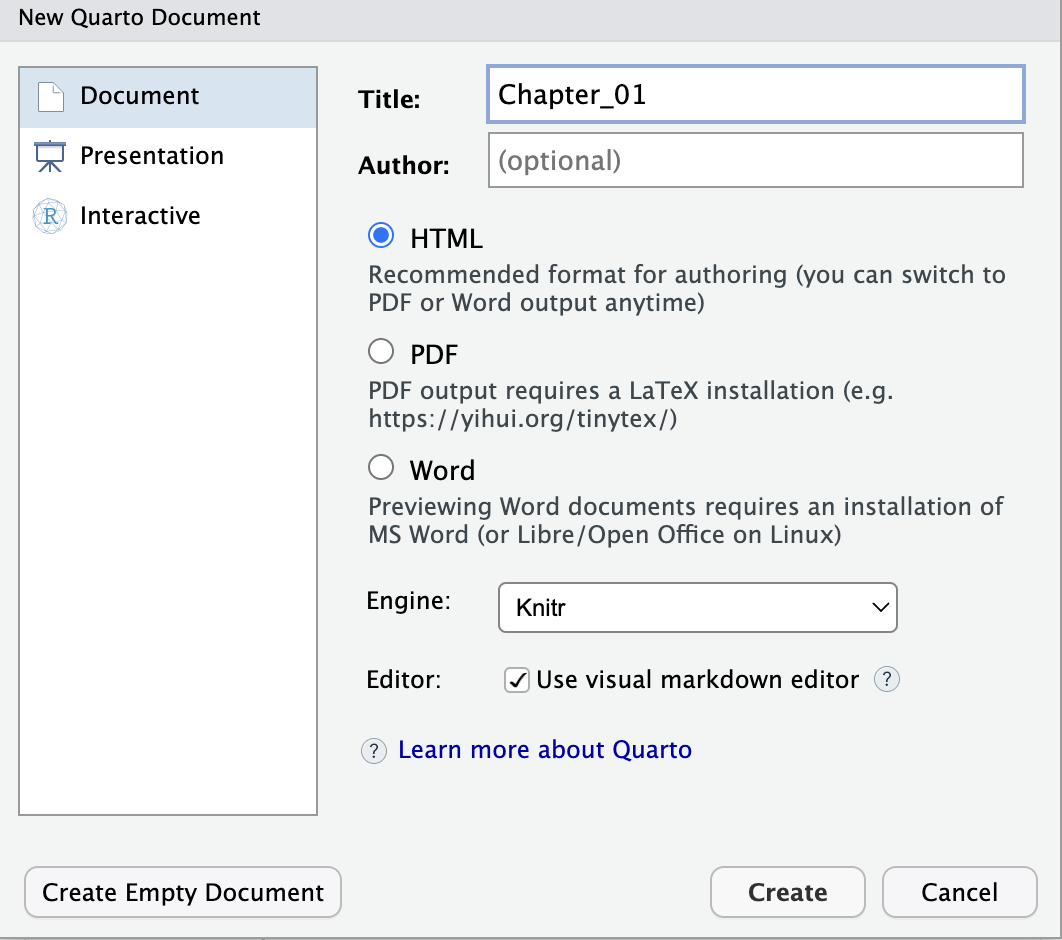 New Quarto Document
Document
Presentation
R Interactive
Title: Chapter_01
Author: (optional)
HTML
Recommended format for authoring (you can switch to
PDF or Word output anytime)
PDF
PDF output requires a LaTeX installation (e.g.
https://yihui.org/tinytex/)
Word
Previewing Word documents requires an installation of
MS Word (or Libre/Open Office on Linux)
Engine: Knitr
Editor: Use visual markdown editor ?
? Learn more about Quarto
Create Empty Document Create Cancel